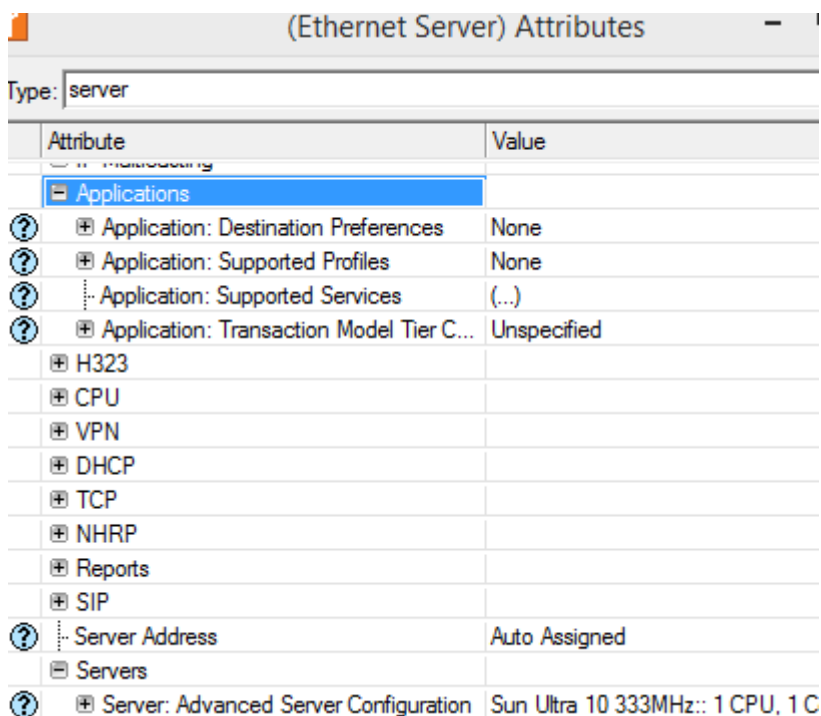 (Ethernet Server) Attributes
Type: server
Attribute Value
IP Multicasting
Applications
Application: Destination Preferences None
Application: Supported Profiles None
Application: Supported Services (...)
Application: Transaction Model Tier C... Unspecified
H323
CPU
VPN
DHCP
TCP
NHRP
Reports
SIP
Server Address Auto Assigned
Servers
Server: Advanced Server Configuration Sun Ultra 10 333MHz:: 1 CPU, 1 C